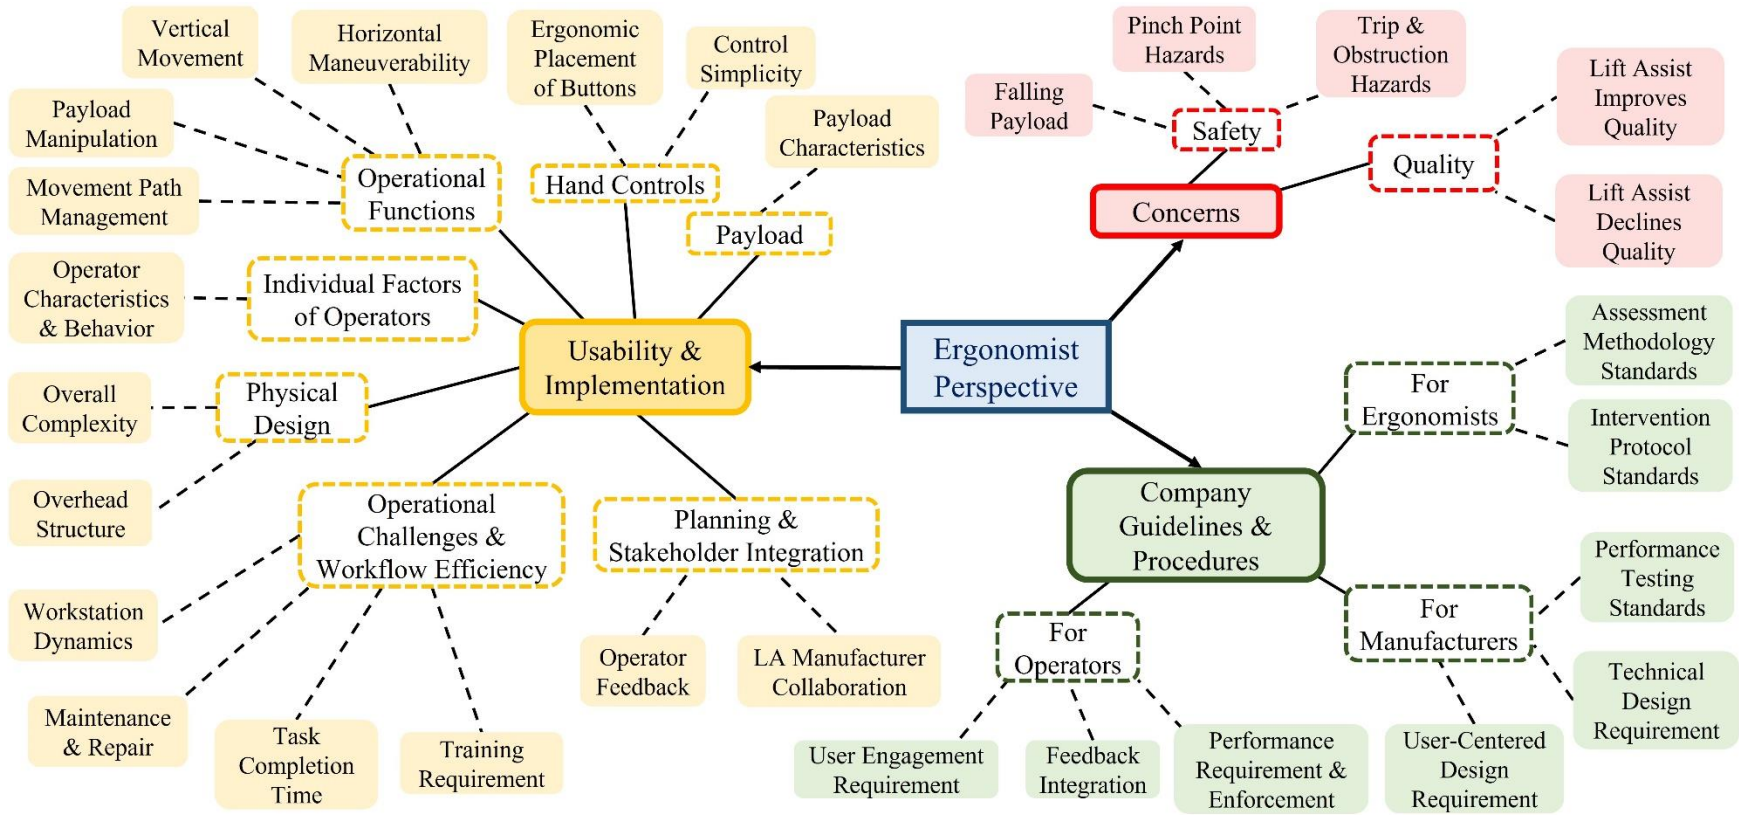 Vertical
Movement
Horizontal
Maneuverability
Ergonomic
Placement
of Buttons
Control
Simplicity
Payload
Manipulation
Payload
Characteristics
Movement Path
Management
Operational
Functions
Hand Controls
Payload
Operator
Characteristics
& Behavior
Individual Factors
of Operators
Usability &
Implementation
Overall
Complexity
Physical
Design
Overhead
Structure
Operational
Challenges &
Workflow Efficiency
Planning &
Stakeholder Integration
Workstation
Dynamics
Maintenance
& Repair
Task
Completion
Time
Training
Requirement
Operator
Feedback
LA Manufacturer
Collaboration
Ergonomist
Perspective
Pinch Point
Hazards
Trip &
Obstruction
Hazards
Falling
Payload
Safety
Quality
Lift Assist
Improves
Quality
Lift Assist
Declines
Quality
Concerns
Assessment
Methodology
Standards
For
Ergonomists
Intervention
Protocol
Standards
Company
Guidelines &
Procedures
Performance
Testing
Standards
For
Manufacturers
Technical
Design
Requirement
For
Operators
User Engagement
Requirement
Feedback
Integration
Performance
Requirement &
Enforcement
User-Centered
Design
Requirement